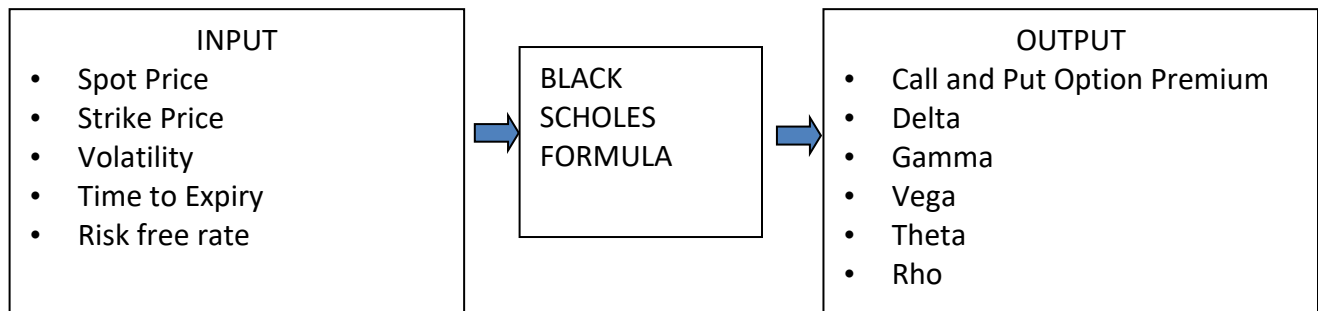 INPUT
• Spot Price
• Strike Price
• Volatility
• Time to Expiry
• Risk free rate
BLACK
SCHOLES
FORMULA
OUTPUT
• Call and Put Option Premium
• Delta
• Gamma
• Vega
• Theta
• Rho